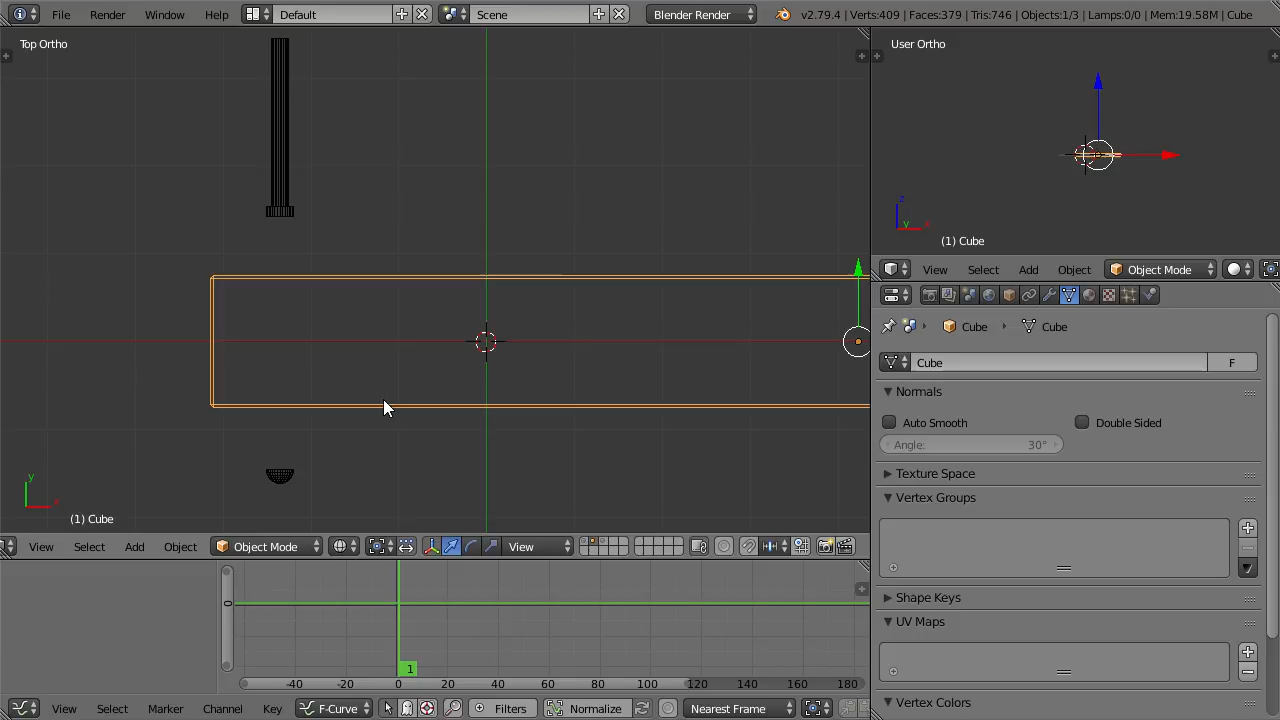 File Render Window Help Default Scene Blender Render v2.79.4 | Verts:409 | Faces:379 | Tris:746 | Objects:1/3 | Lamps:0/0 | Mem:19.58M | Cube
Top Ortho
y
x
(1) Cube
View Select Add Object Object Mode View
User Ortho
z
y x
(1) Cube
View Select Add Object Object Mode
Cube Cube
Cube F
Normals
Auto Smooth Double Sided
Angle: 30°
Texture Space
Vertex Groups
Shape Keys
UV Maps
Vertex Colors
0
1
-40 -20 0 20 40 60 80 100 120 140 160 180
View Select Marker Channel Key F-Curve Filters Normalize Nearest Frame